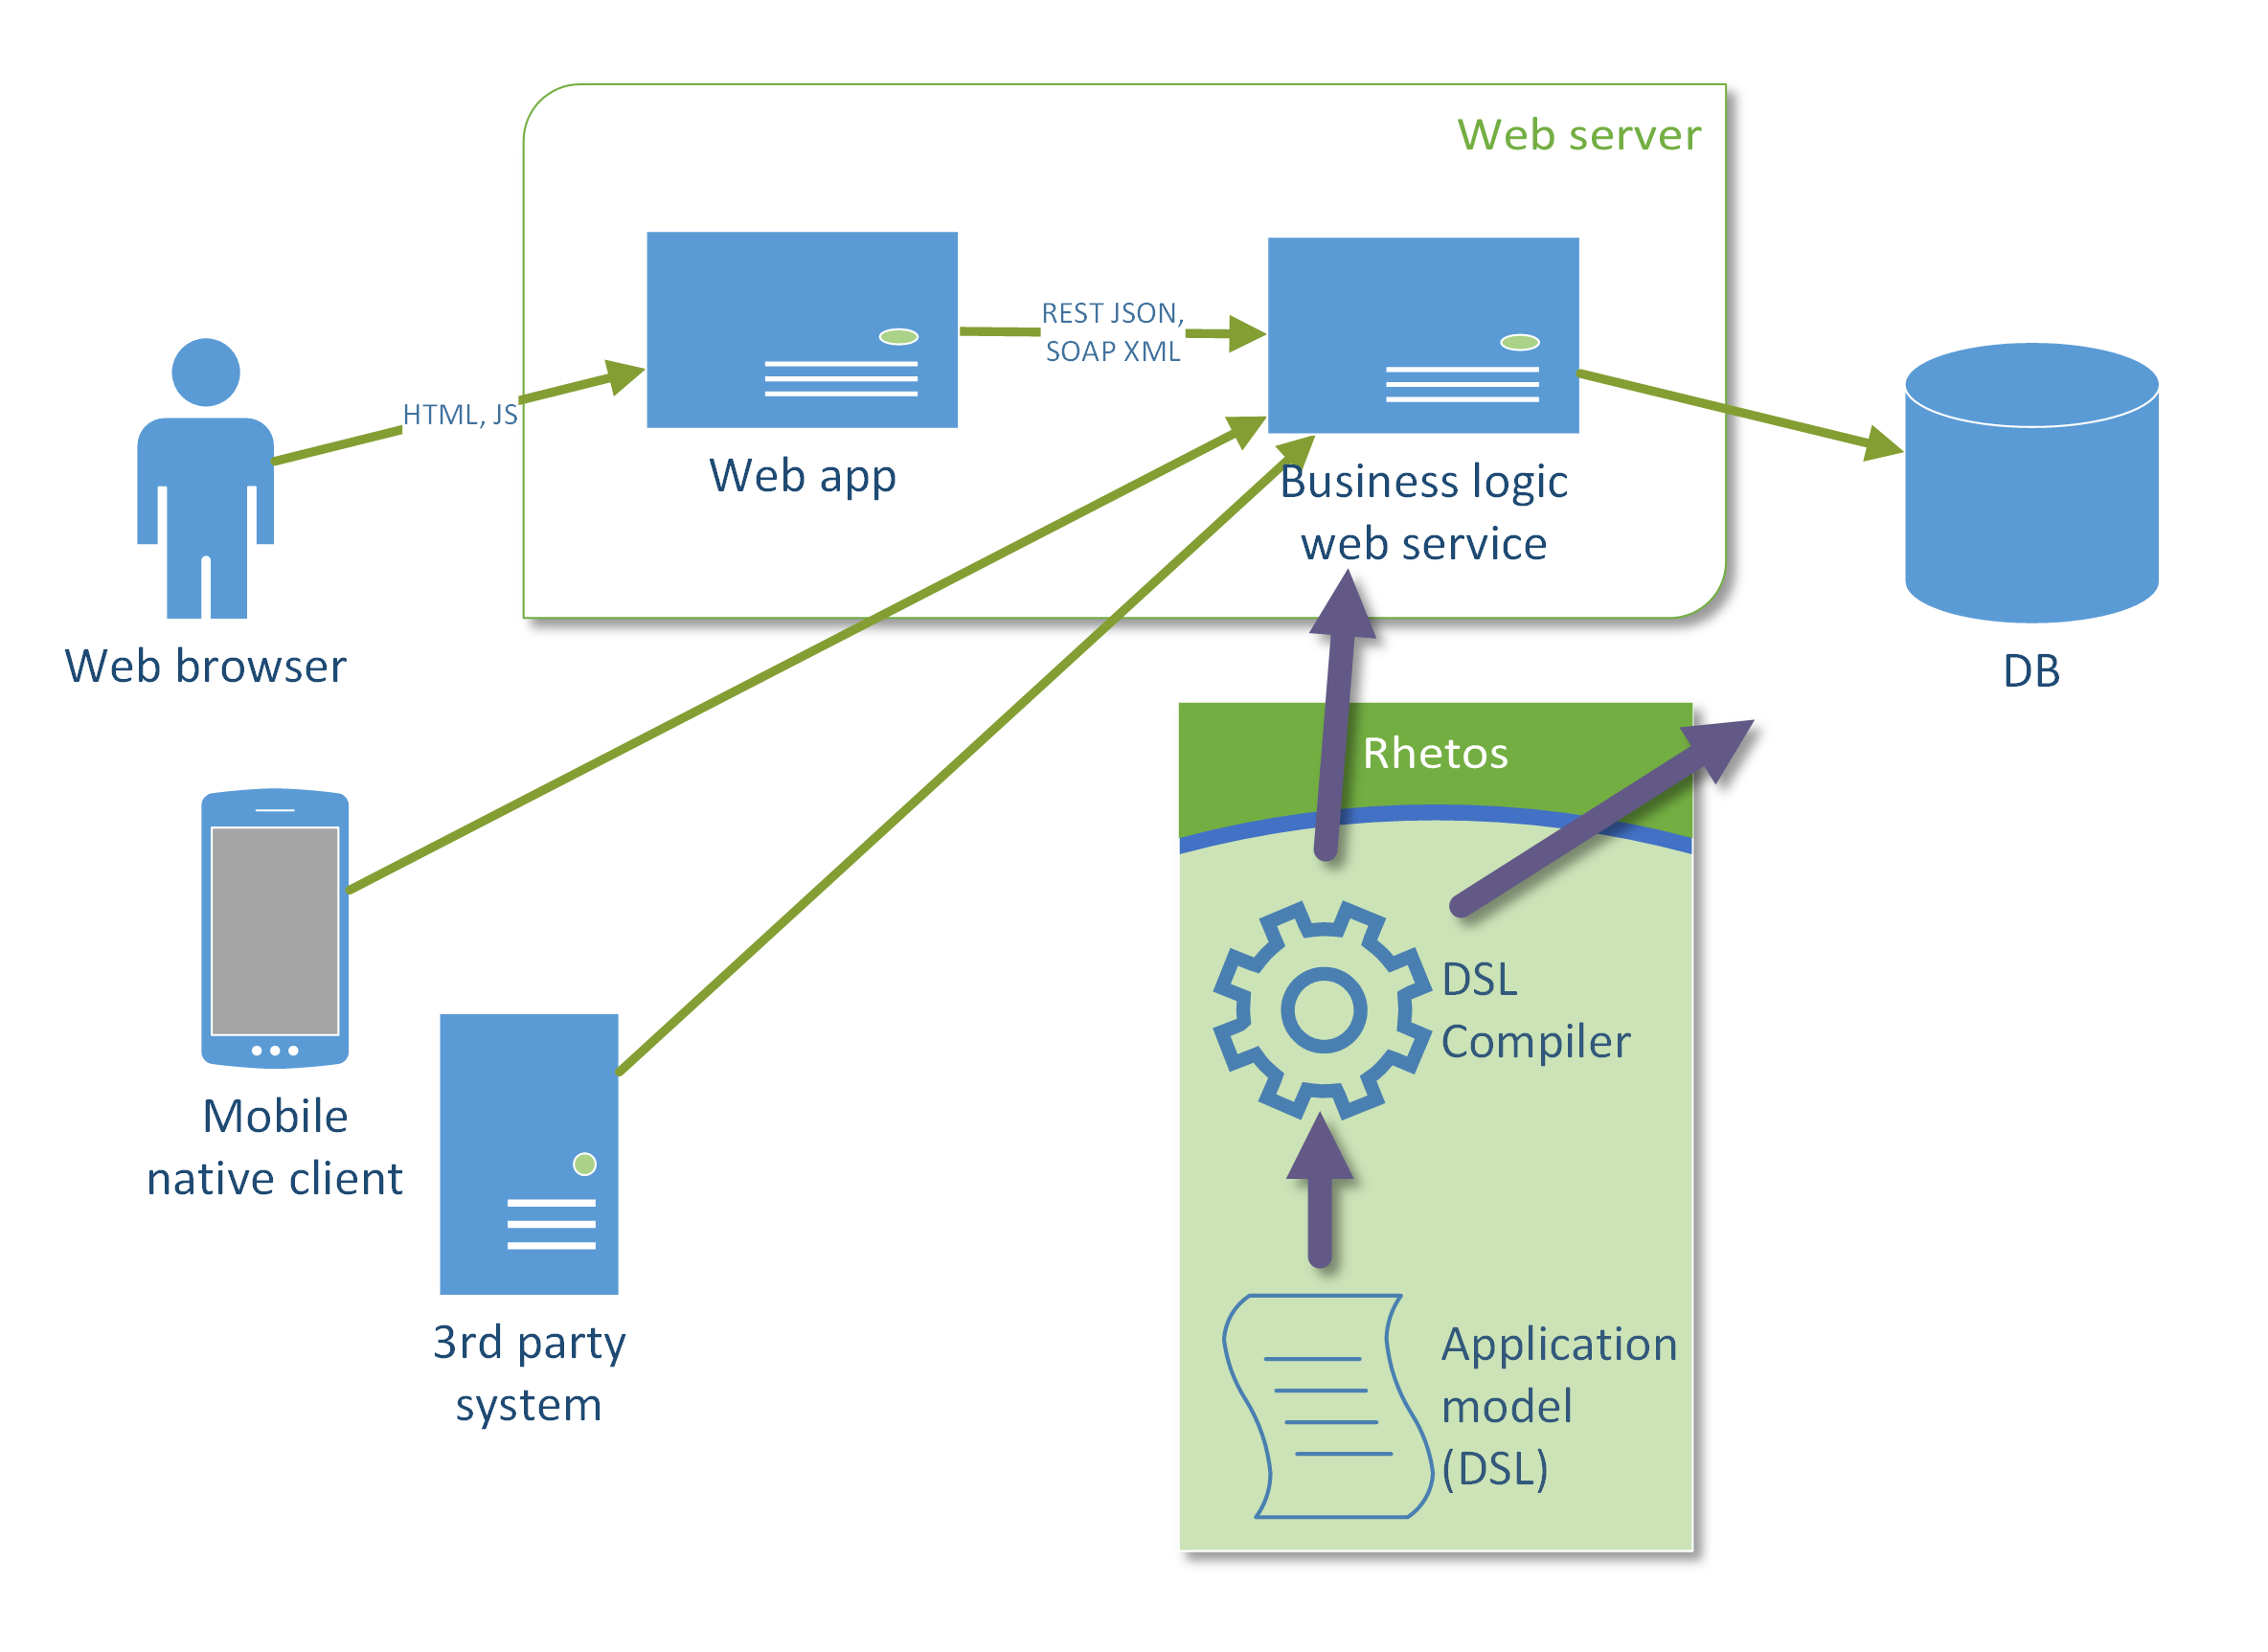 Web server
REST JSON,
SOAP XML
HTML, JS
Web app
Business logic
web service
Web browser
DB
Rhetos
DSL
Compiler
Mobile
native client
3rd party
system
Application
model
(DSL)